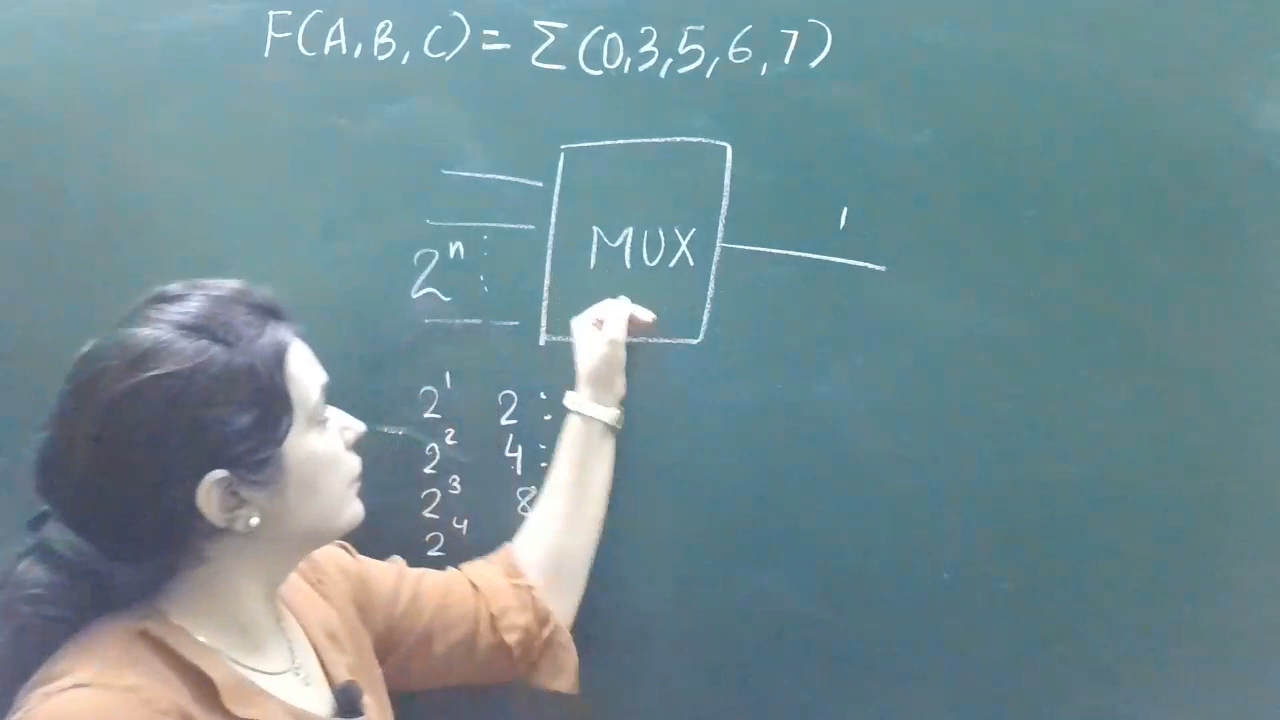 F(A,B,C) = Σ(0,3,5,6,7)
MUX
1
2ⁿ
2¹ 2:
2² 4:
2³ 8
2⁴